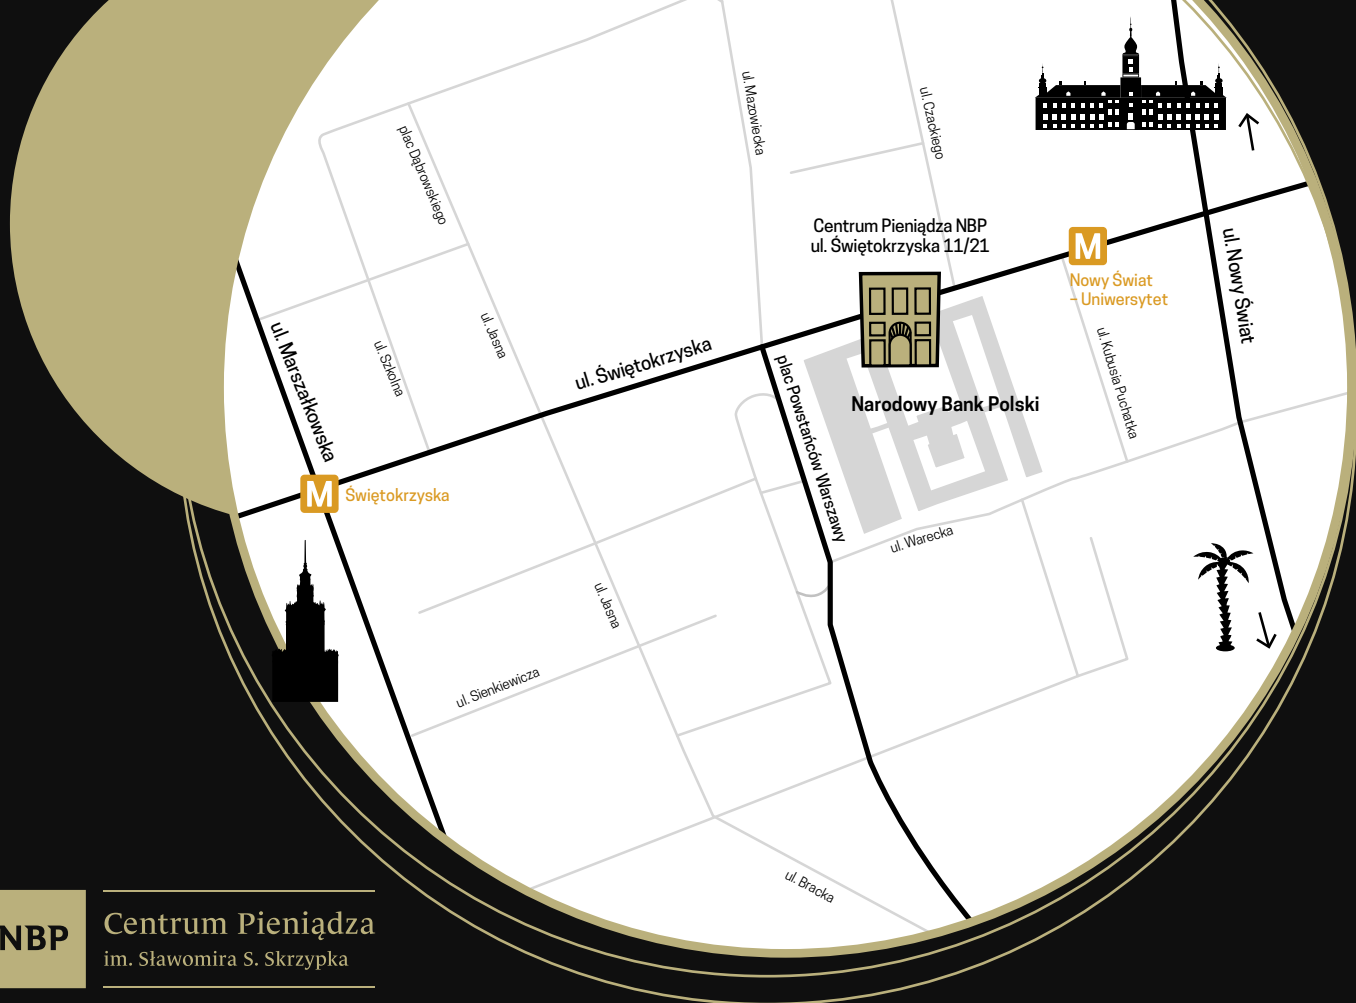 ul. Mazowiecka
ul. Czackiego
plac Dąbrowskiego
Centrum Pieniądza NBP
ul. Świętokrzyska 11/21
M
Nowy Świat
– Uniwersytet
ul. Nowy Świat
ul. Marszałkowska
ul. Szkolna
ul. Jasna
ul. Świętokrzyska
plac Powstańców Warszawy
Narodowy Bank Polski
ul. Kubusia Puchatka
M
Świętokrzyska
ul. Warecka
ul. Jasna
ul. Sienkiewicza
ul. Bracka
NBP
Centrum Pieniądza
im. Sławomira S. Skrzypka